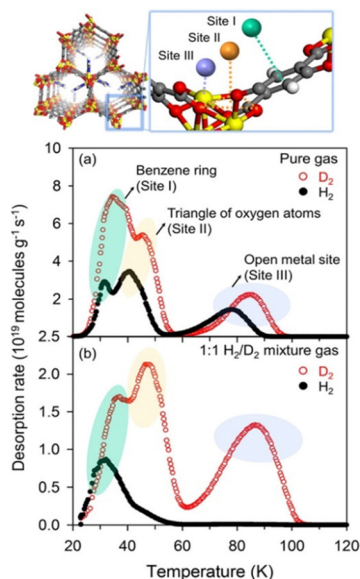 Site I
Site II
Site III
(a)
Pure gas
Benzene ring
(Site I)
D₂
H₂
Triangle of oxygen atoms
(Site II)
Open metal site
(Site III)
10
8
6
4
2
2.5
(b)
1:1 H₂/D₂ mixture gas
D₂
H₂
2.0
1.5
1.0
0.5
0.0
20 40 60 80 100 120
Temperature (K)
Desorption rate (10¹⁹ molecules g⁻¹ s⁻¹)